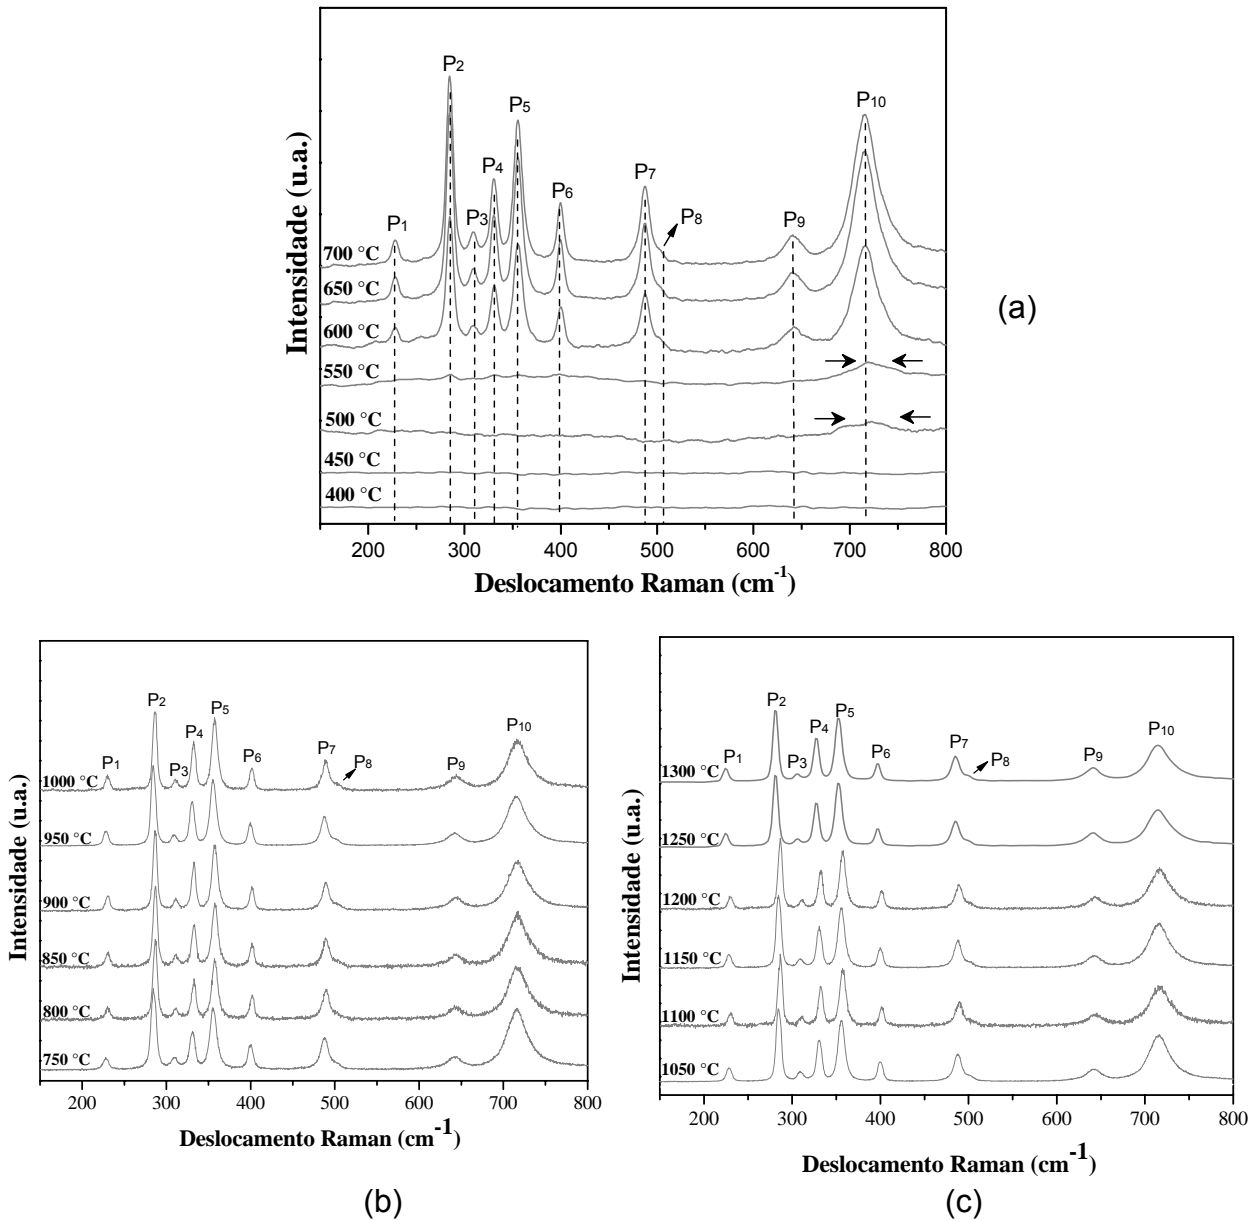 P2
P5
P10
P4
P7
P6
P1
P3
P8
P9
700 °C
650 °C
600 °C
550 °C
500 °C
450 °C
400 °C
Intensidade (u.a.)
200 300 400 500 600 700 800
Deslocamento Raman (cm-1)
(a)
P2
P5
P4
P10
P6
P7
P1
P3
P8
P9
1000 °C
950 °C
900 °C
850 °C
800 °C
750 °C
Intensidade (u.a.)
200 300 400 500 600 700 800
Deslocamento Raman (cm-1)
(b)
P2
P5
P4
P10
P7
P1
P6
P3
P8
P9
1300 °C
1250 °C
1200 °C
1150 °C
1100 °C
1050 °C
Intensidade (u.a.)
200 300 400 500 600 700 800
Deslocamento Raman (cm-1)
(c)